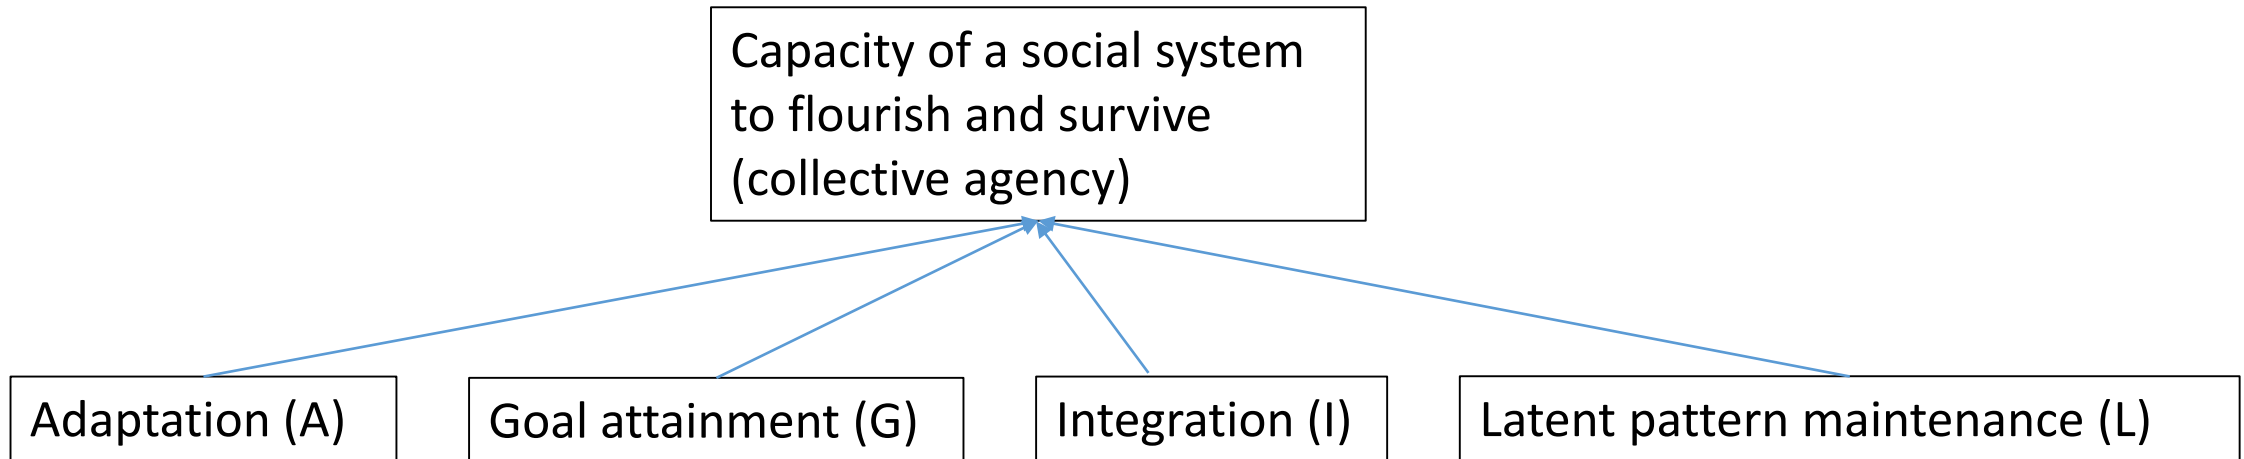 Capacity of a social system
to flourish and survive
(collective agency)
Adaptation (A)
Goal attainment (G)
Integration (I)
Latent pattern maintenance (L)